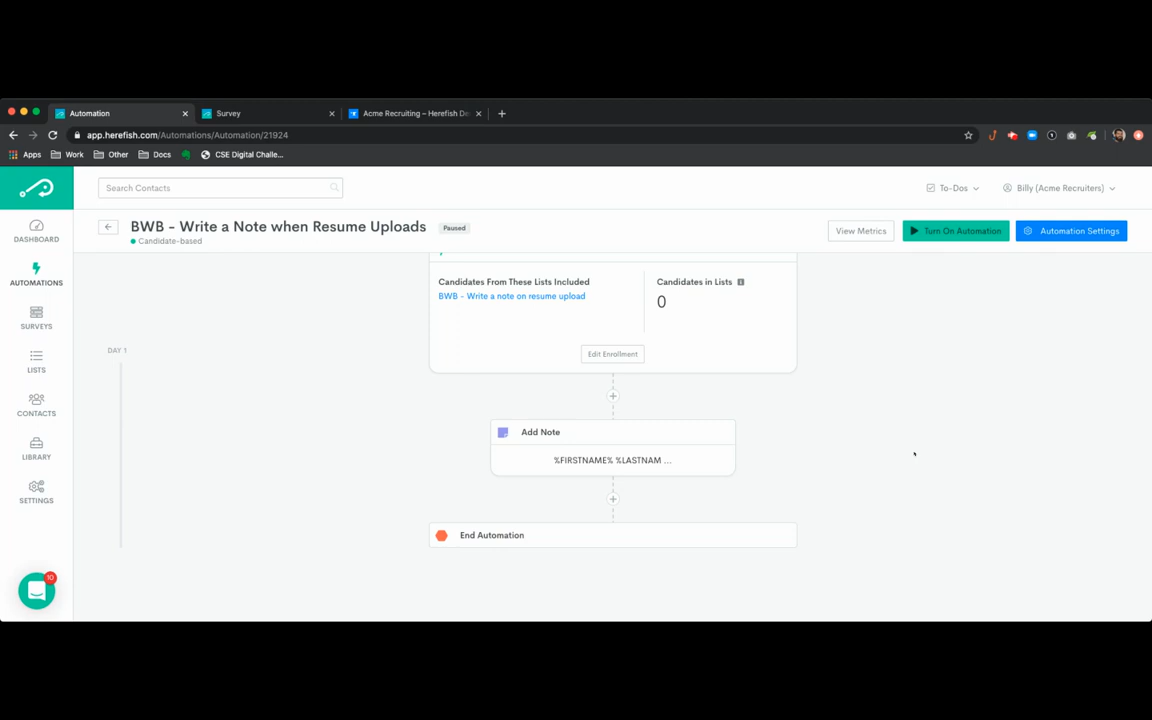 Automation
Survey
Acme Recruiting – Herefish De
app.herefish.com/Automations/Automation/21924
Apps
Work
Other
Docs
CSE Digital Challe...
Search Contacts
To-Dos
Billy (Acme Recruiters)
BWB - Write a Note when Resume Uploads
Paused
Candidate-based
View Metrics
Turn On Automation
Automation Settings
DASHBOARD
AUTOMATIONS
SURVEYS
LISTS
CONTACTS
LIBRARY
SETTINGS
10
Candidates From These Lists Included
BWB - Write a note on resume upload
Candidates in Lists
0
Edit Enrollment
DAY 1
Add Note
%FIRSTNAME% %LASTNAM ...
End Automation